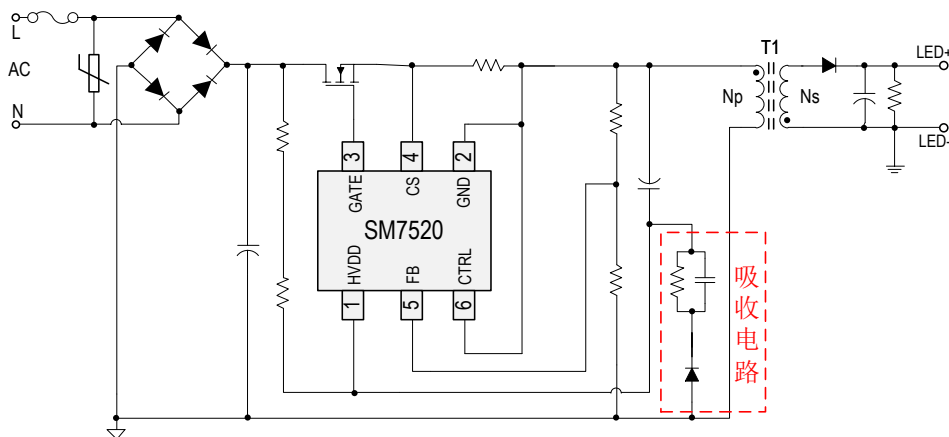 L
AC
N
T1
Np
Ns
LED+
LED-
3
4
2
GATE
CS
GND
SM7520
HVDD
FB
CTRL
1
5
6
吸收电路